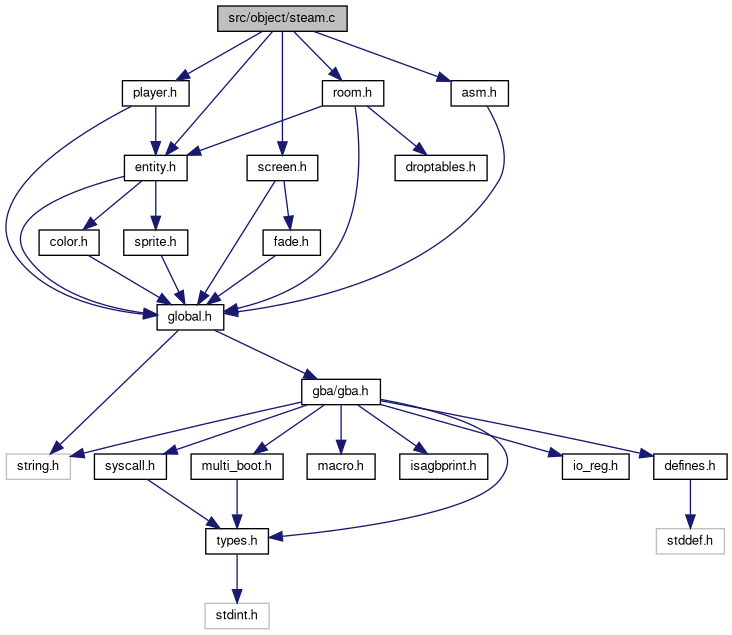 src/object/steam.c
player.h
room.h
asm.h
entity.h
screen.h
droptables.h
color.h
sprite.h
fade.h
global.h
gba/gba.h
string.h
syscall.h
multi_boot.h
macro.h
isagbprint.h
io_reg.h
defines.h
types.h
stddef.h
stdint.h